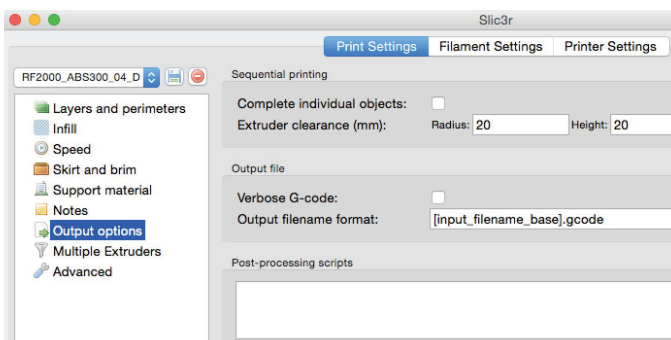 Slic3r
Print Settings Filament Settings Printer Settings
RF2000_ABS300_04_D
Layers and perimeters
Infill
Speed
Skirt and brim
Support material
Notes
Output options
Multiple Extruders
Advanced
Sequential printing
Complete individual objects:
Extruder clearance (mm): Radius: 20 Height: 20
Output file
Verbose G-code:
Output filename format: [input_filename_base].gcode
Post-processing scripts